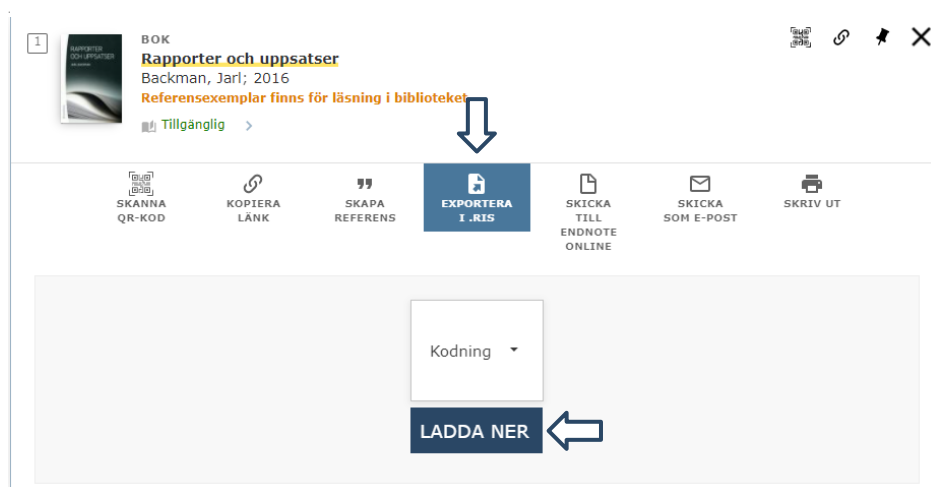 1
BOK
RAPPORTER
OCH UPPSATSER
Rapporter och uppsatser
Backman, Jarl; 2016
Referensexemplar finns för läsning i biblioteket
Tillgänglig
SKANNA
QR-KOD
KOPIERA
LÄNK
SKAPA
REFERENS
EXPORTERA
I .RIS
SKICKA
TILL
ENDNOTE
ONLINE
SKICKA
SOM E-POST
SKRIV UT
Kodning
LADDA NER